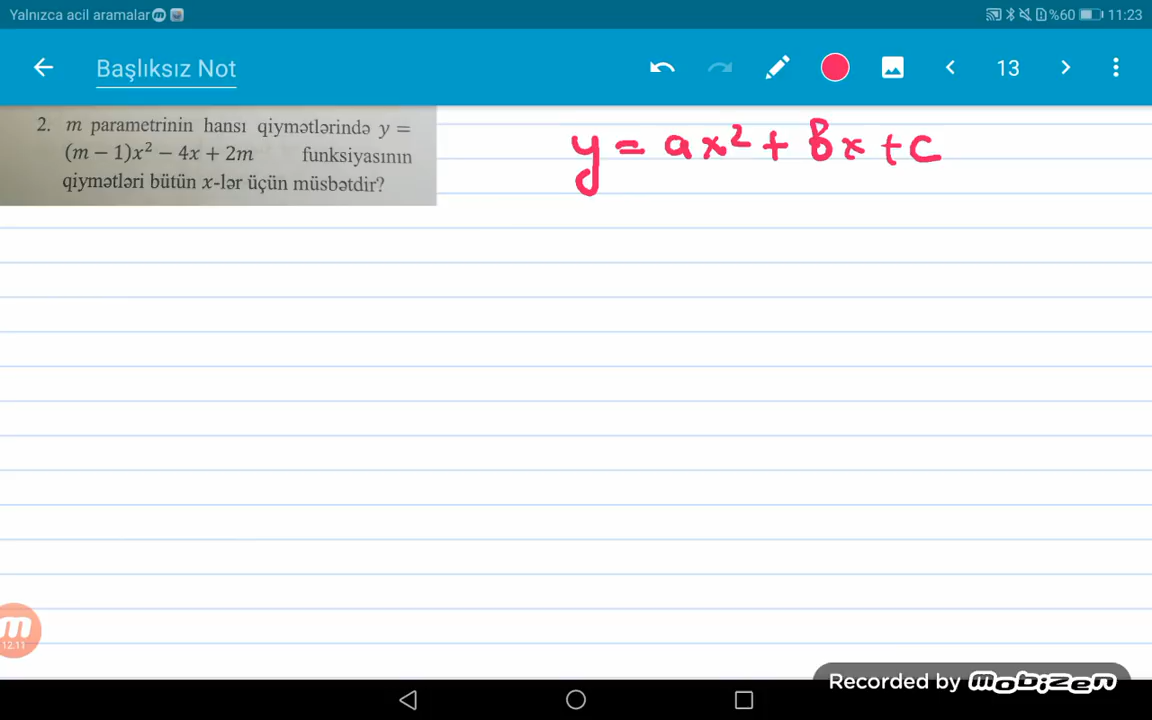 Yalnızca acil aramalar
%60 11:23
Başlıksız Not
13
2. m parametrinin hansı qiymətlərində y =
(m − 1)x² − 4x + 2m funksiyasının
qiymətləri bütün x-lər üçün müsbətdir?
y = ax² + bx + c
12:11
Recorded by mobizen